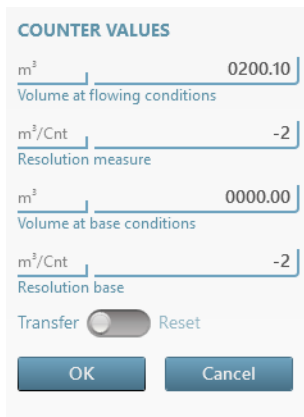 COUNTER VALUES
m³ 0200.10
Volume at flowing conditions
m³/Cnt -2
Resolution measure
m³ 0000.00
Volume at base conditions
m³/Cnt -2
Resolution base
Transfer Reset
OK Cancel